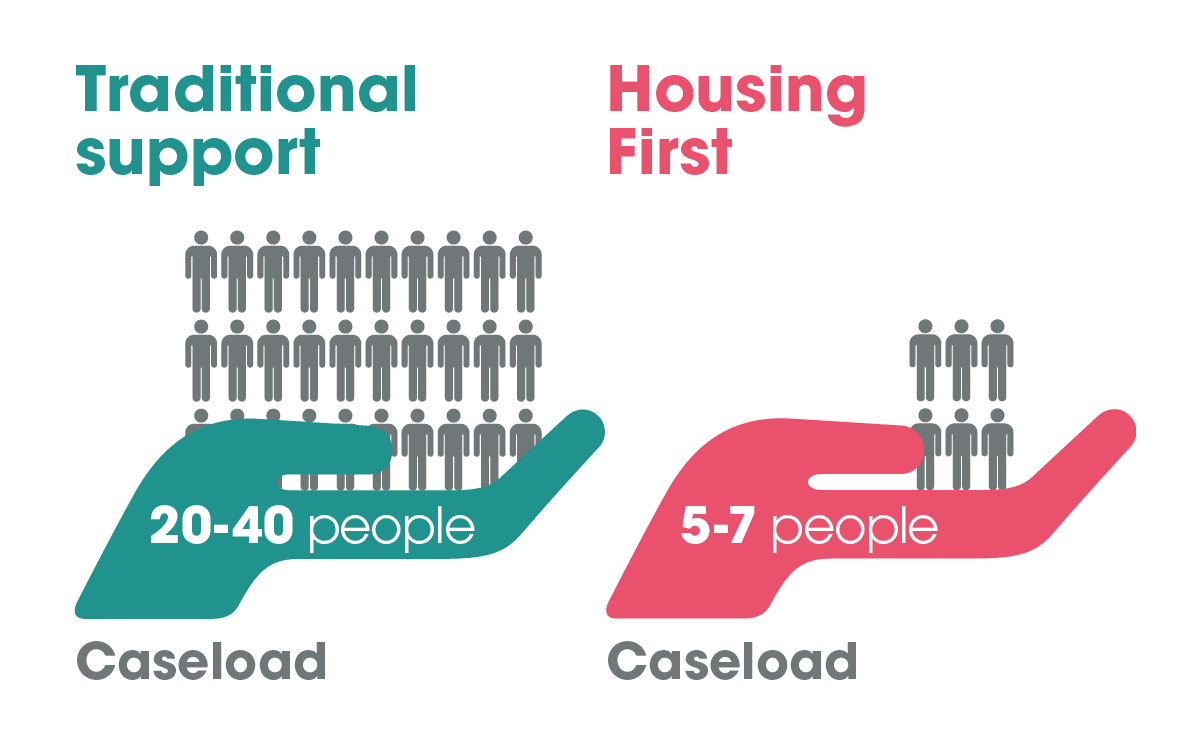 Traditional
support
20-40 people
Caseload
Housing
First
5-7 people
Caseload